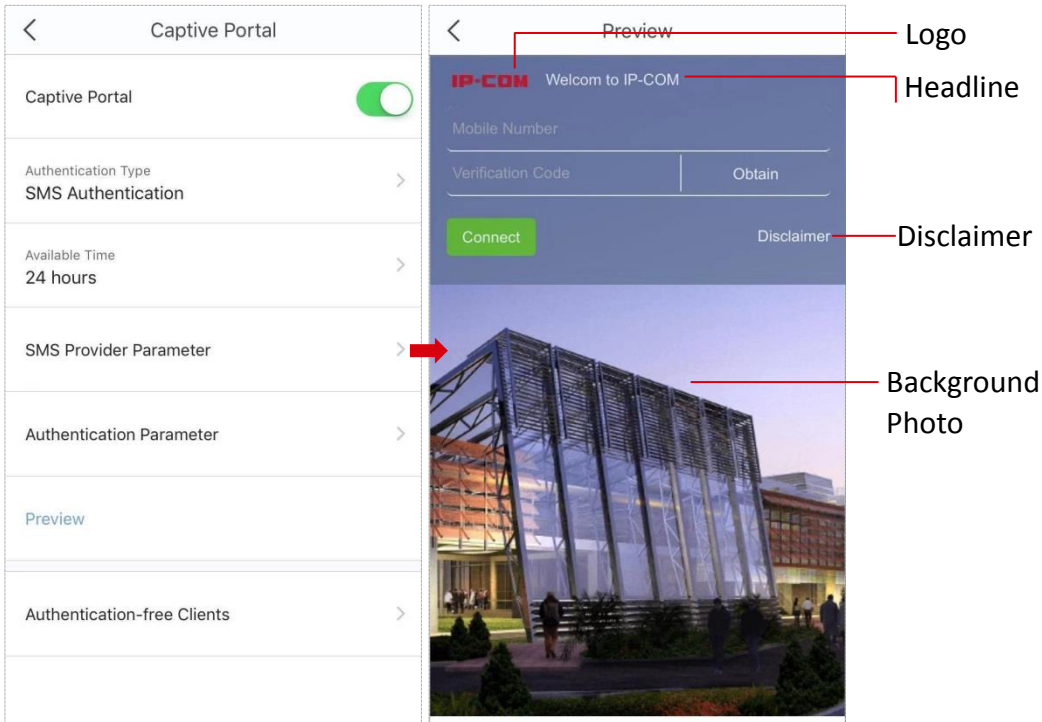 Captive Portal
Captive Portal
Authentication Type
SMS Authentication
Available Time
24 hours
SMS Provider Parameter
Authentication Parameter
Preview
Authentication-free Clients
Preview
IP-COM
Welcom to IP-COM
Mobile Number
Verification Code
Obtain
Connect
Disclaimer
Logo
Headline
Disclaimer
Background
Photo